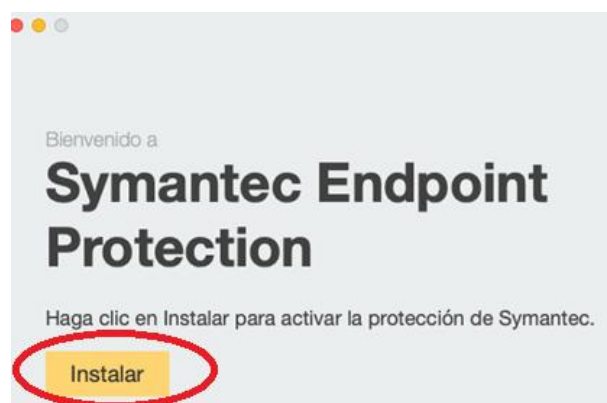 Bienvenido a
Symantec Endpoint
Protection
Haga clic en Instalar para activar la protección de Symantec.
Instalar